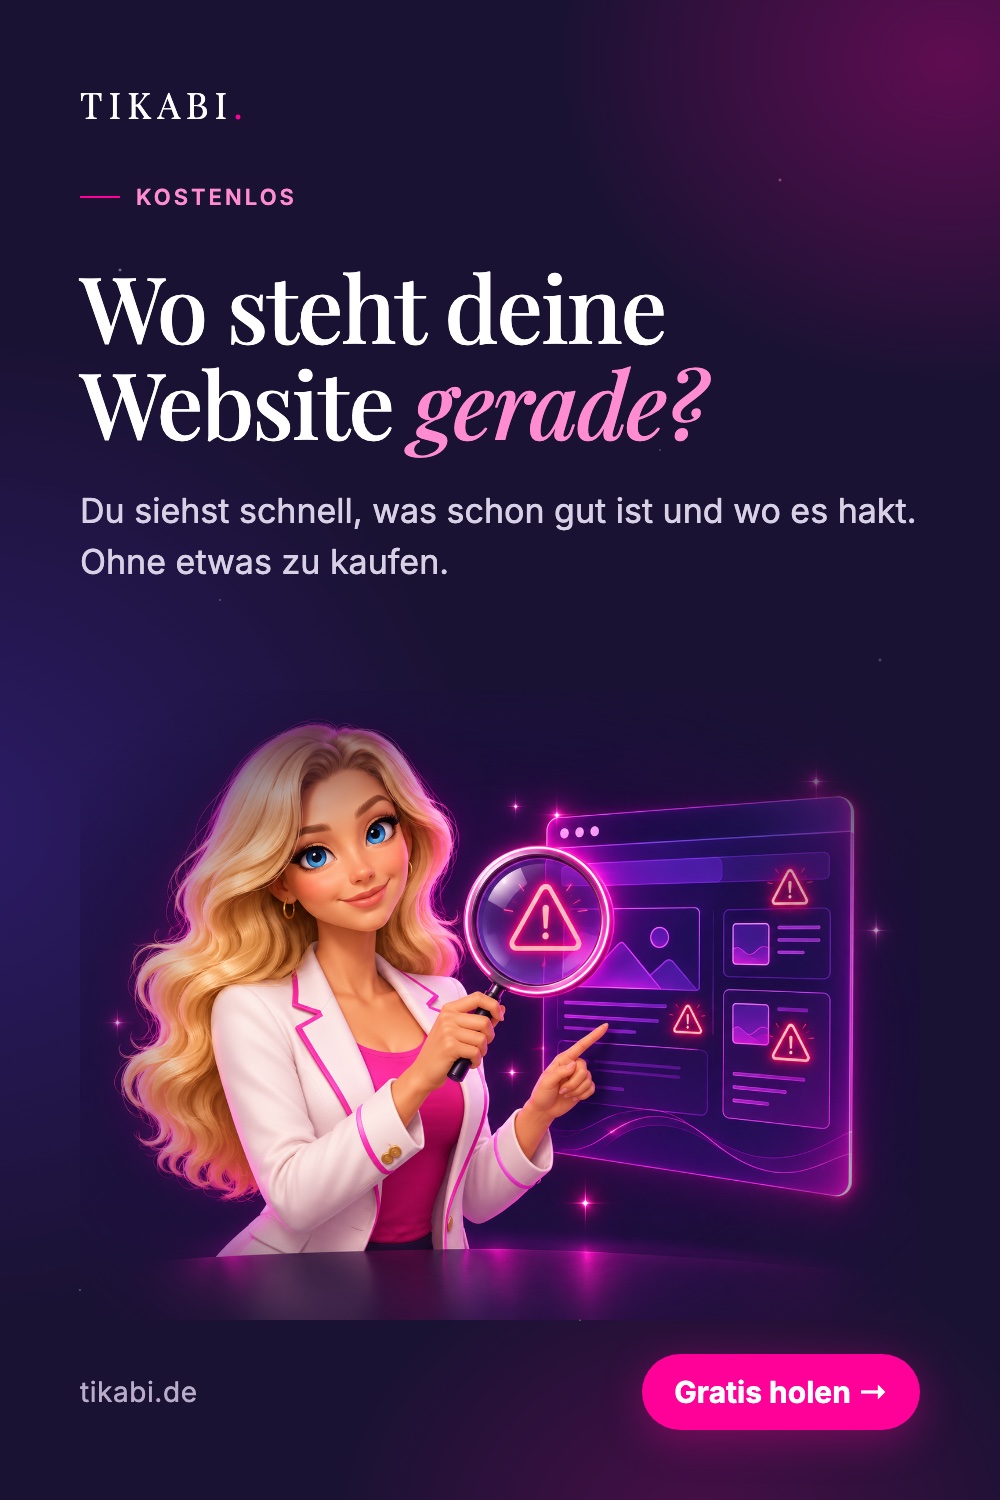 TIKABI.
KOSTENLOS
Wo steht deine
Website gerade?
Du siehst schnell, was schon gut ist und wo es hakt.
Ohne etwas zu kaufen.
tikabi.de
Gratis holen →